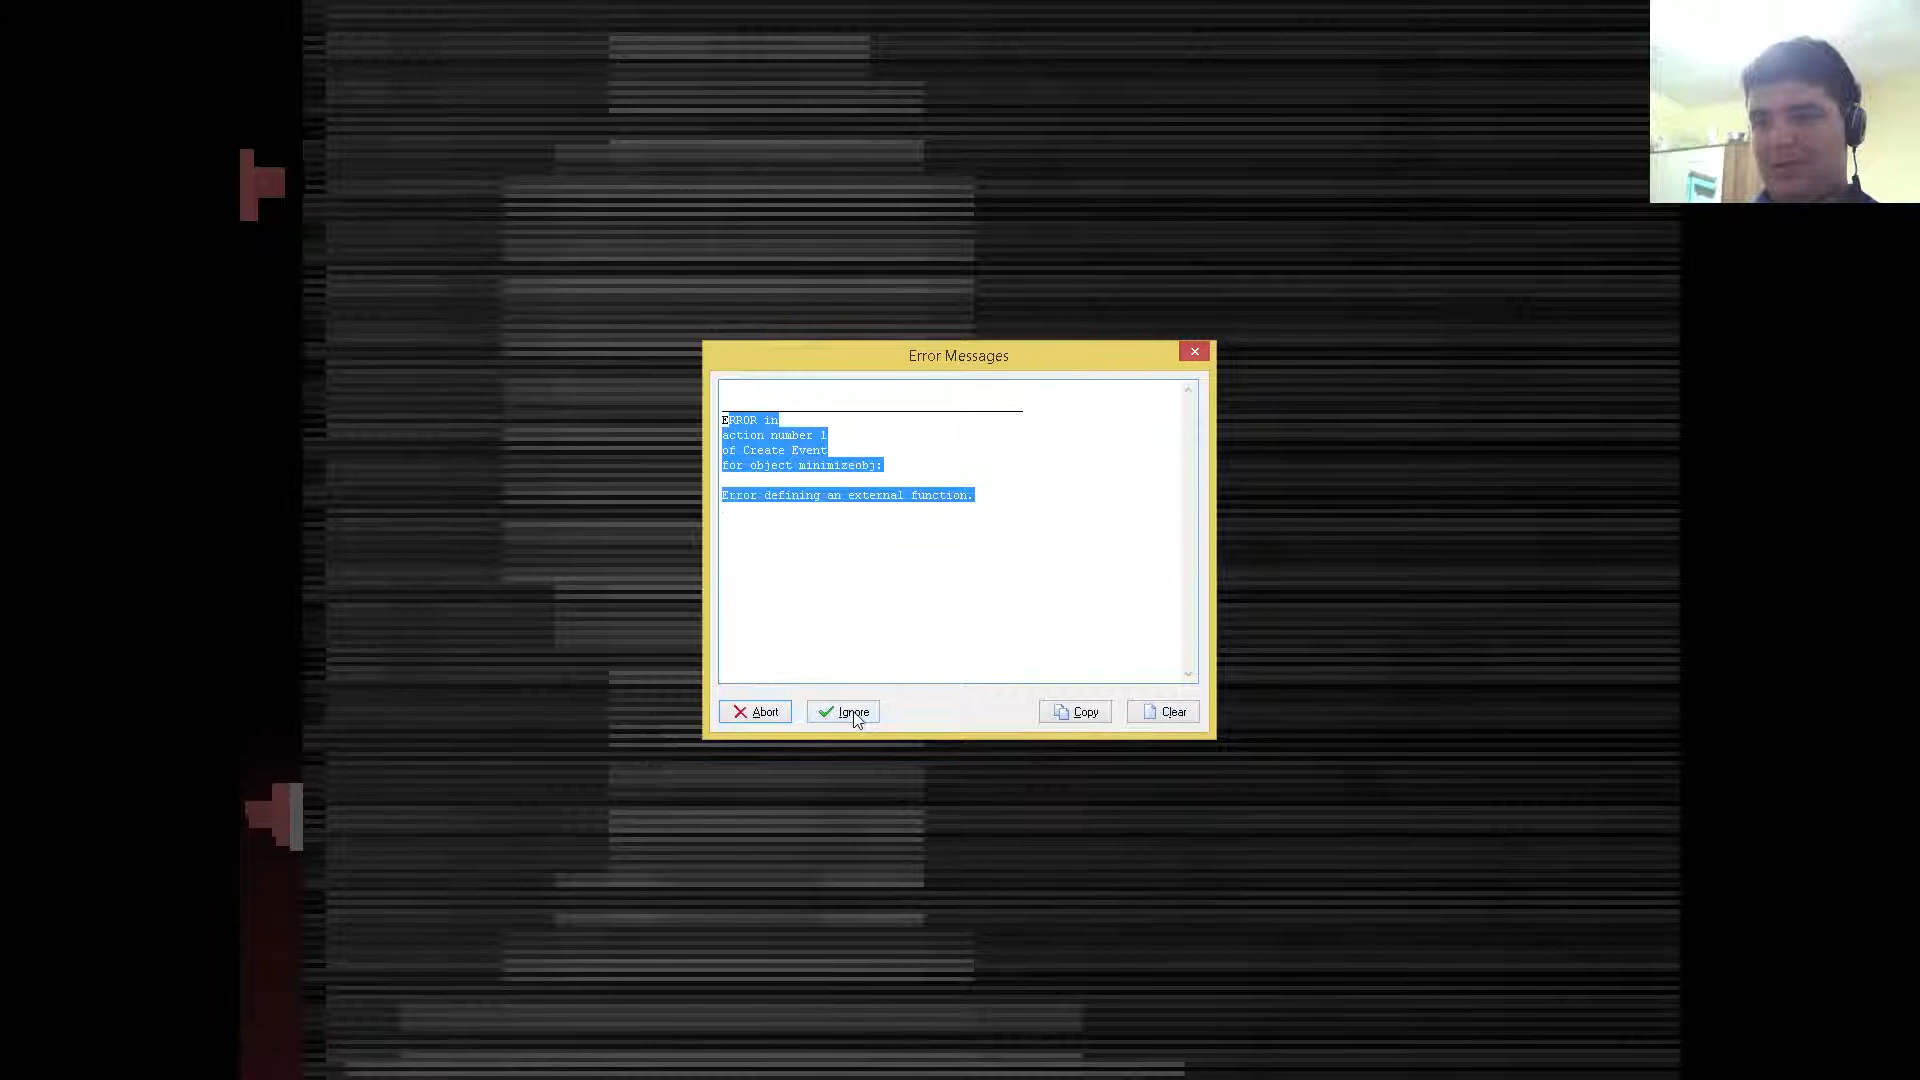 Error Messages
ERROR in
action number 1
of Create Event
for object minimizeobj:
Error defining an external function.
Abort
Ignore
Copy
Clear